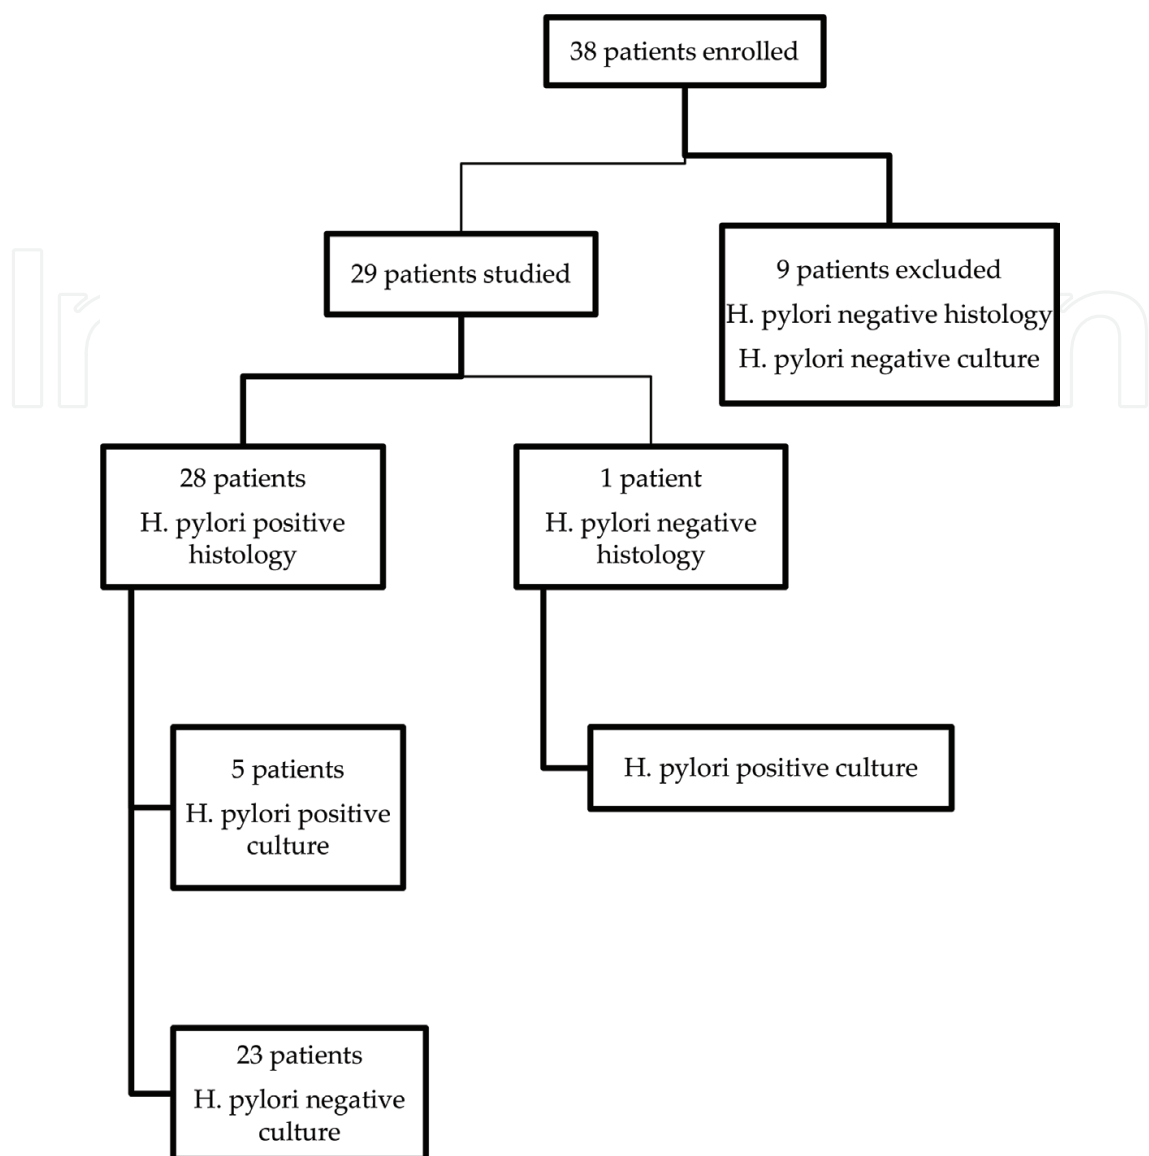 38 patients enrolled
29 patients studied
9 patients excluded
H. pylori negative histology
H. pylori negative culture
28 patients
H. pylori positive
histology
1 patient
H. pylori negative
histology
5 patients
H. pylori positive
culture
H. pylori positive culture
23 patients
H. pylori negative
culture